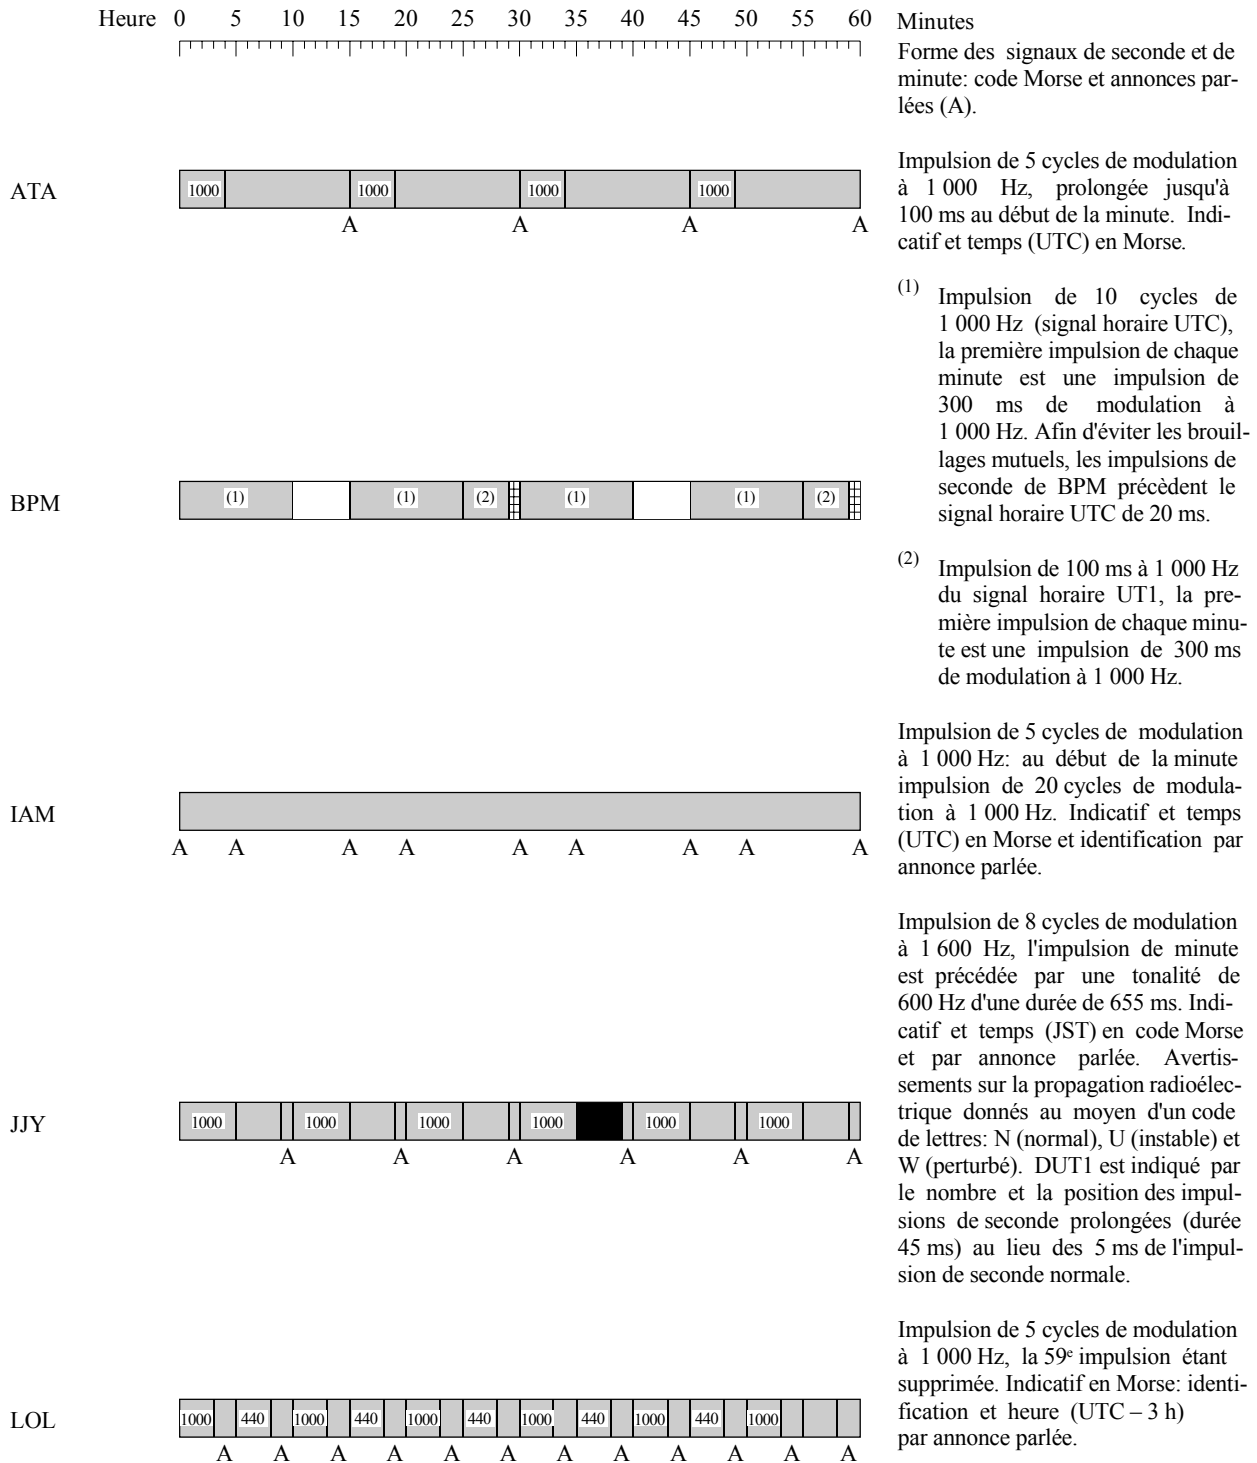 Heure 0 5 10 15 20 25 30 35 40 45 50 55 60 Minutes
Forme des signaux de seconde et de
minute: code Morse et annonces par-
lées (A).
ATA
1000 1000 1000 1000
A A A A
Impulsion de 5 cycles de modulation
à 1 000 Hz, prolongée jusqu'à
100 ms au début de la minute. Indi-
catif et temps (UTC) en Morse.
BPM
(1) (1) (2) (1) (1) (2)
(1) Impulsion de 10 cycles de
1 000 Hz (signal horaire UTC),
la première impulsion de chaque
minute est une impulsion de
300 ms de modulation à
1 000 Hz. Afin d'éviter les brouil-
lages mutuels, les impulsions de
seconde de BPM précèdent le
signal horaire UTC de 20 ms.
(2) Impulsion de 100 ms à 1 000 Hz
du signal horaire UT1, la pre-
mière impulsion de chaque minu-
te est une impulsion de 300 ms
de modulation à 1 000 Hz.
IAM
A A A A A A A A A
Impulsion de 5 cycles de modulation
à 1 000 Hz: au début de la minute
impulsion de 20 cycles de modula-
tion à 1 000 Hz. Indicatif et temps
(UTC) en Morse et identification par
annonce parlée.
JJY
1000 1000 1000 1000 1000 1000
A A A A A A
Impulsion de 8 cycles de modulation
à 1 600 Hz, l'impulsion de minute
est précédée par une tonalité de
600 Hz d'une durée de 655 ms. Indi-
catif et temps (JST) en code Morse
et par annonce parlée. Avertis-
sements sur la propagation radioélec-
trique donnés au moyen d'un code
de lettres: N (normal), U (instable) et
W (perturbé). DUT1 est indiqué par
le nombre et la position des impul-
sions de seconde prolongées (durée
45 ms) au lieu des 5 ms de l'impul-
sion de seconde normale.
LOL
1000 440 1000 440 1000 440 1000 440 1000 440 1000
A A A A A A A A A A A A
Impulsion de 5 cycles de modulation
à 1 000 Hz, la 59e impulsion étant
supprimée. Indicatif en Morse: identi-
fication et heure (UTC – 3 h)
par annonce parlée.